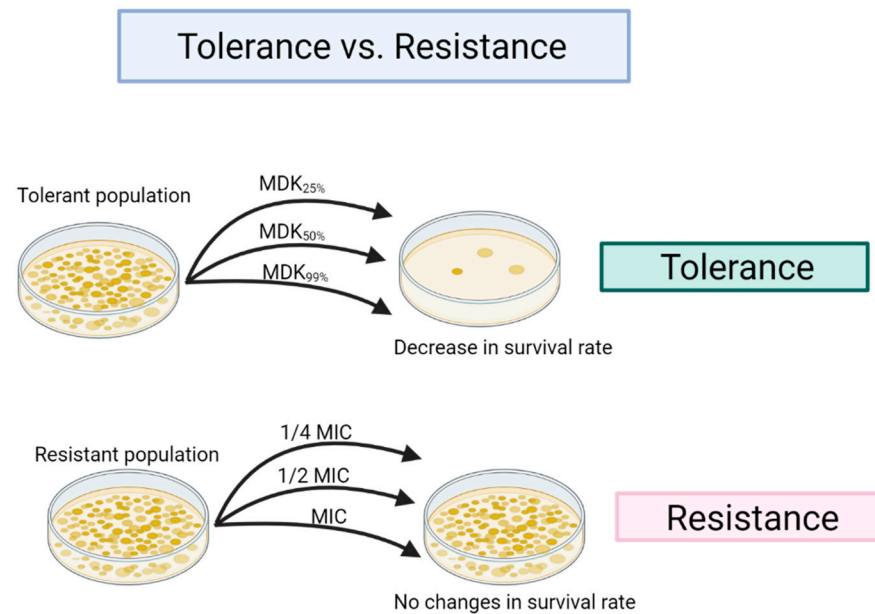 Tolerance vs. Resistance
Tolerant population
MDK25%
MDK50%
MDK99%
Tolerance
Decrease in survival rate
Resistant population
1/4 MIC
1/2 MIC
MIC
Resistance
No changes in survival rate